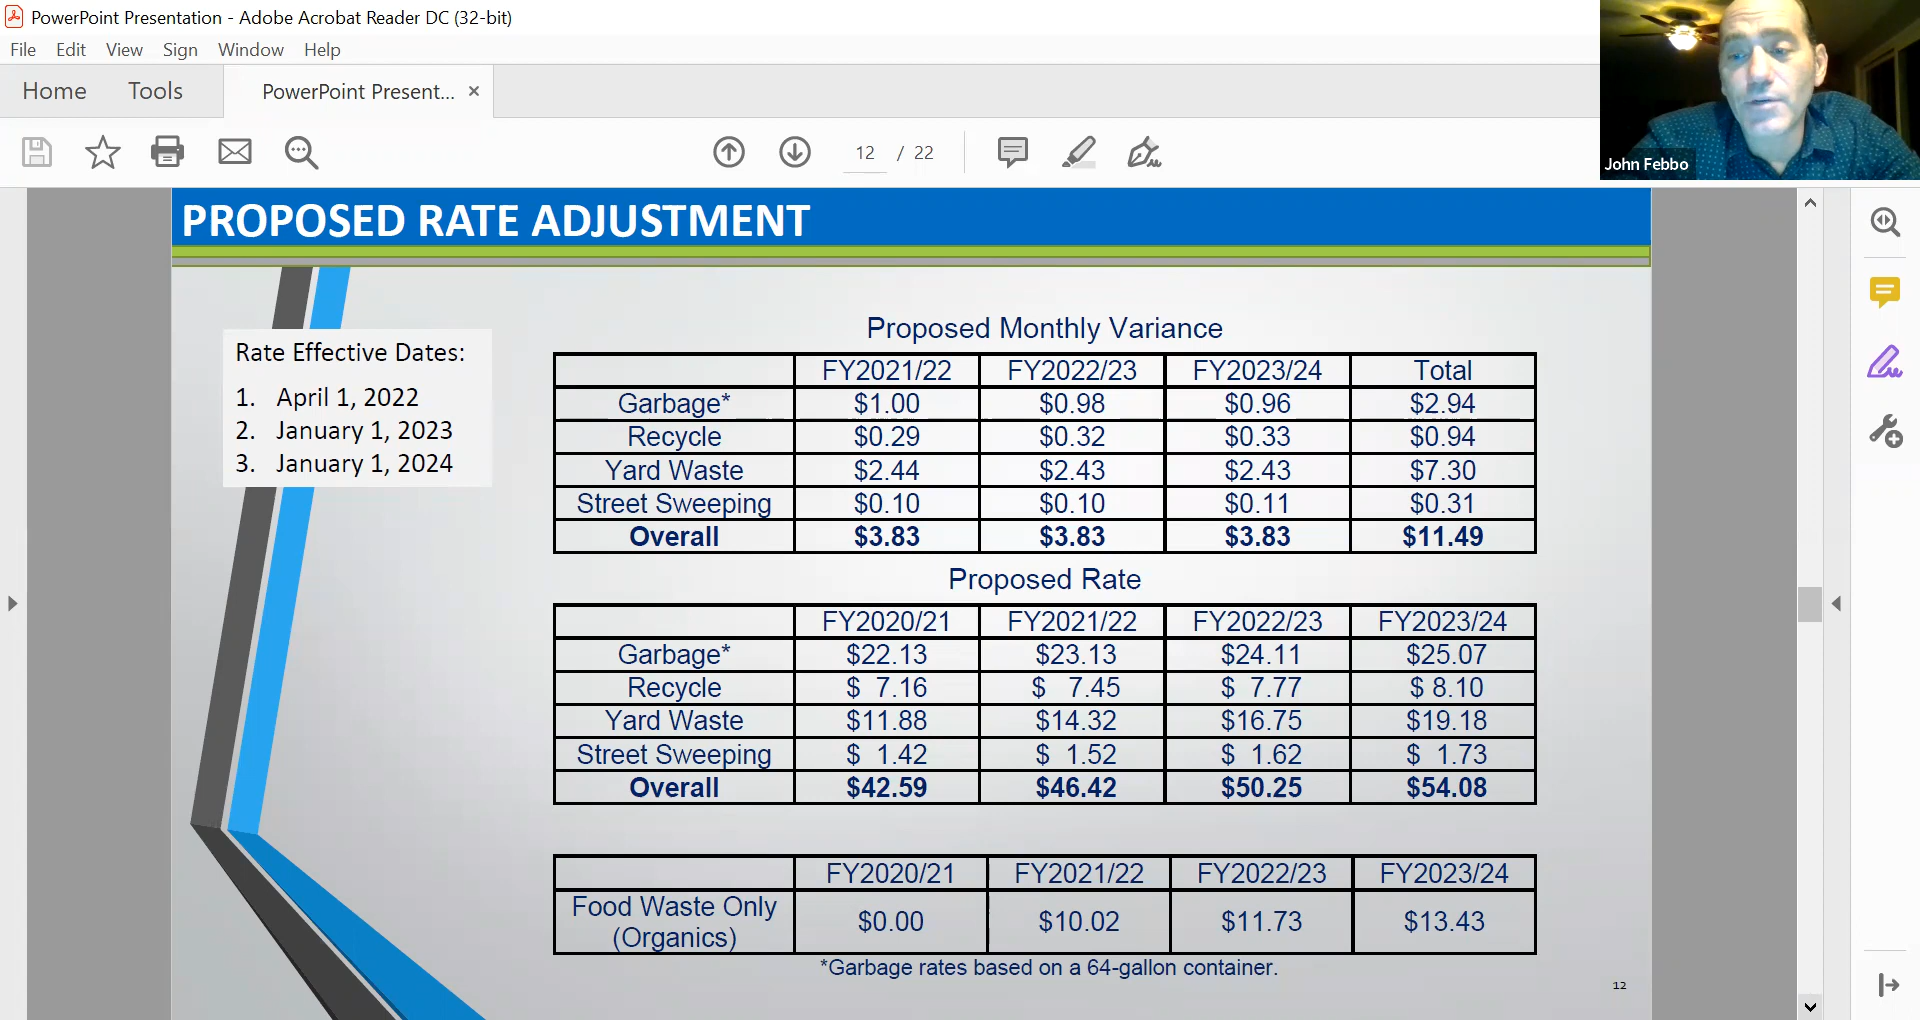 PowerPoint Presentation - Adobe Acrobat Reader DC (32-bit)
File Edit View Sign Window Help
Home Tools PowerPoint Present... ×
12 / 22
John Febbo
PROPOSED RATE ADJUSTMENT
Rate Effective Dates:
1. April 1, 2022
2. January 1, 2023
3. January 1, 2024
Proposed Monthly Variance
FY2021/22 FY2022/23 FY2023/24 Total
Garbage* $1.00 $0.98 $0.96 $2.94
Recycle $0.29 $0.32 $0.33 $0.94
Yard Waste $2.44 $2.43 $2.43 $7.30
Street Sweeping $0.10 $0.10 $0.11 $0.31
Overall $3.83 $3.83 $3.83 $11.49
Proposed Rate
FY2020/21 FY2021/22 FY2022/23 FY2023/24
Garbage* $22.13 $23.13 $24.11 $25.07
Recycle $ 7.16 $ 7.45 $ 7.77 $ 8.10
Yard Waste $11.88 $14.32 $16.75 $19.18
Street Sweeping $ 1.42 $ 1.52 $ 1.62 $ 1.73
Overall $42.59 $46.42 $50.25 $54.08
FY2020/21 FY2021/22 FY2022/23 FY2023/24
Food Waste Only
(Organics) $0.00 $10.02 $11.73 $13.43
*Garbage rates based on a 64-gallon container.
12